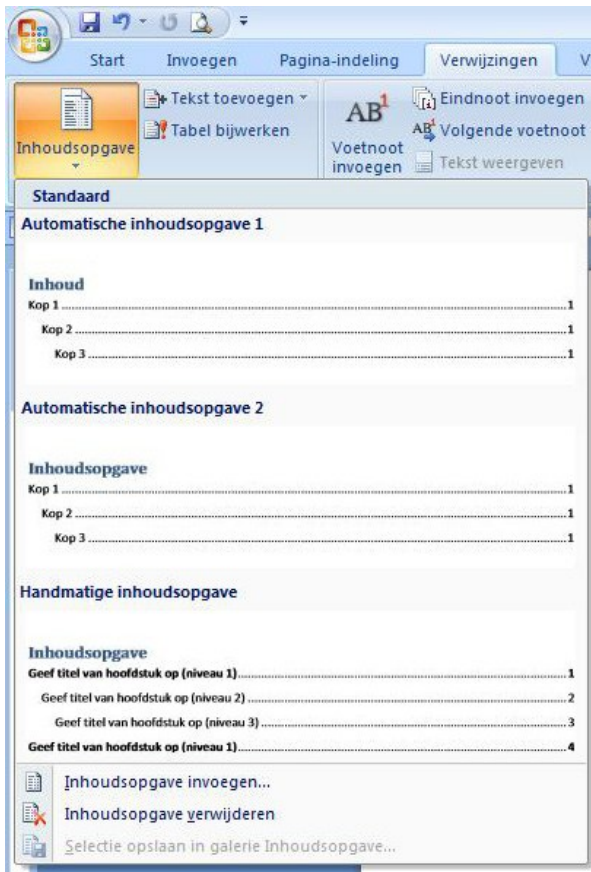 Start Invoegen Pagina-indeling Verwijzingen V
Inhoudsopgave
Tekst toevoegen
Tabel bijwerken
AB1
Voetnoot
invoegen
Eindnoot invoegen
Volgende voetnoot
Tekst weergeven
Standaard
Automatische inhoudsopgave 1
Inhoud
Kop 1 ........ 1
Kop 2 ........ 1
Kop 3 ........ 1
Automatische inhoudsopgave 2
Inhoudsopgave
Kop 1 ........ 1
Kop 2 ........ 1
Kop 3 ........ 1
Handmatige inhoudsopgave
Inhoudsopgave
Geef titel van hoofdstuk op (niveau 1) ........ 1
Geef titel van hoofdstuk op (niveau 2) ........ 2
Geef titel van hoofdstuk op (niveau 3) ........ 3
Geef titel van hoofdstuk op (niveau 1) ........ 4
Inhoudsopgave invoegen...
Inhoudsopgave verwijderen
Selectie opslaan in galerie Inhoudsopgave...